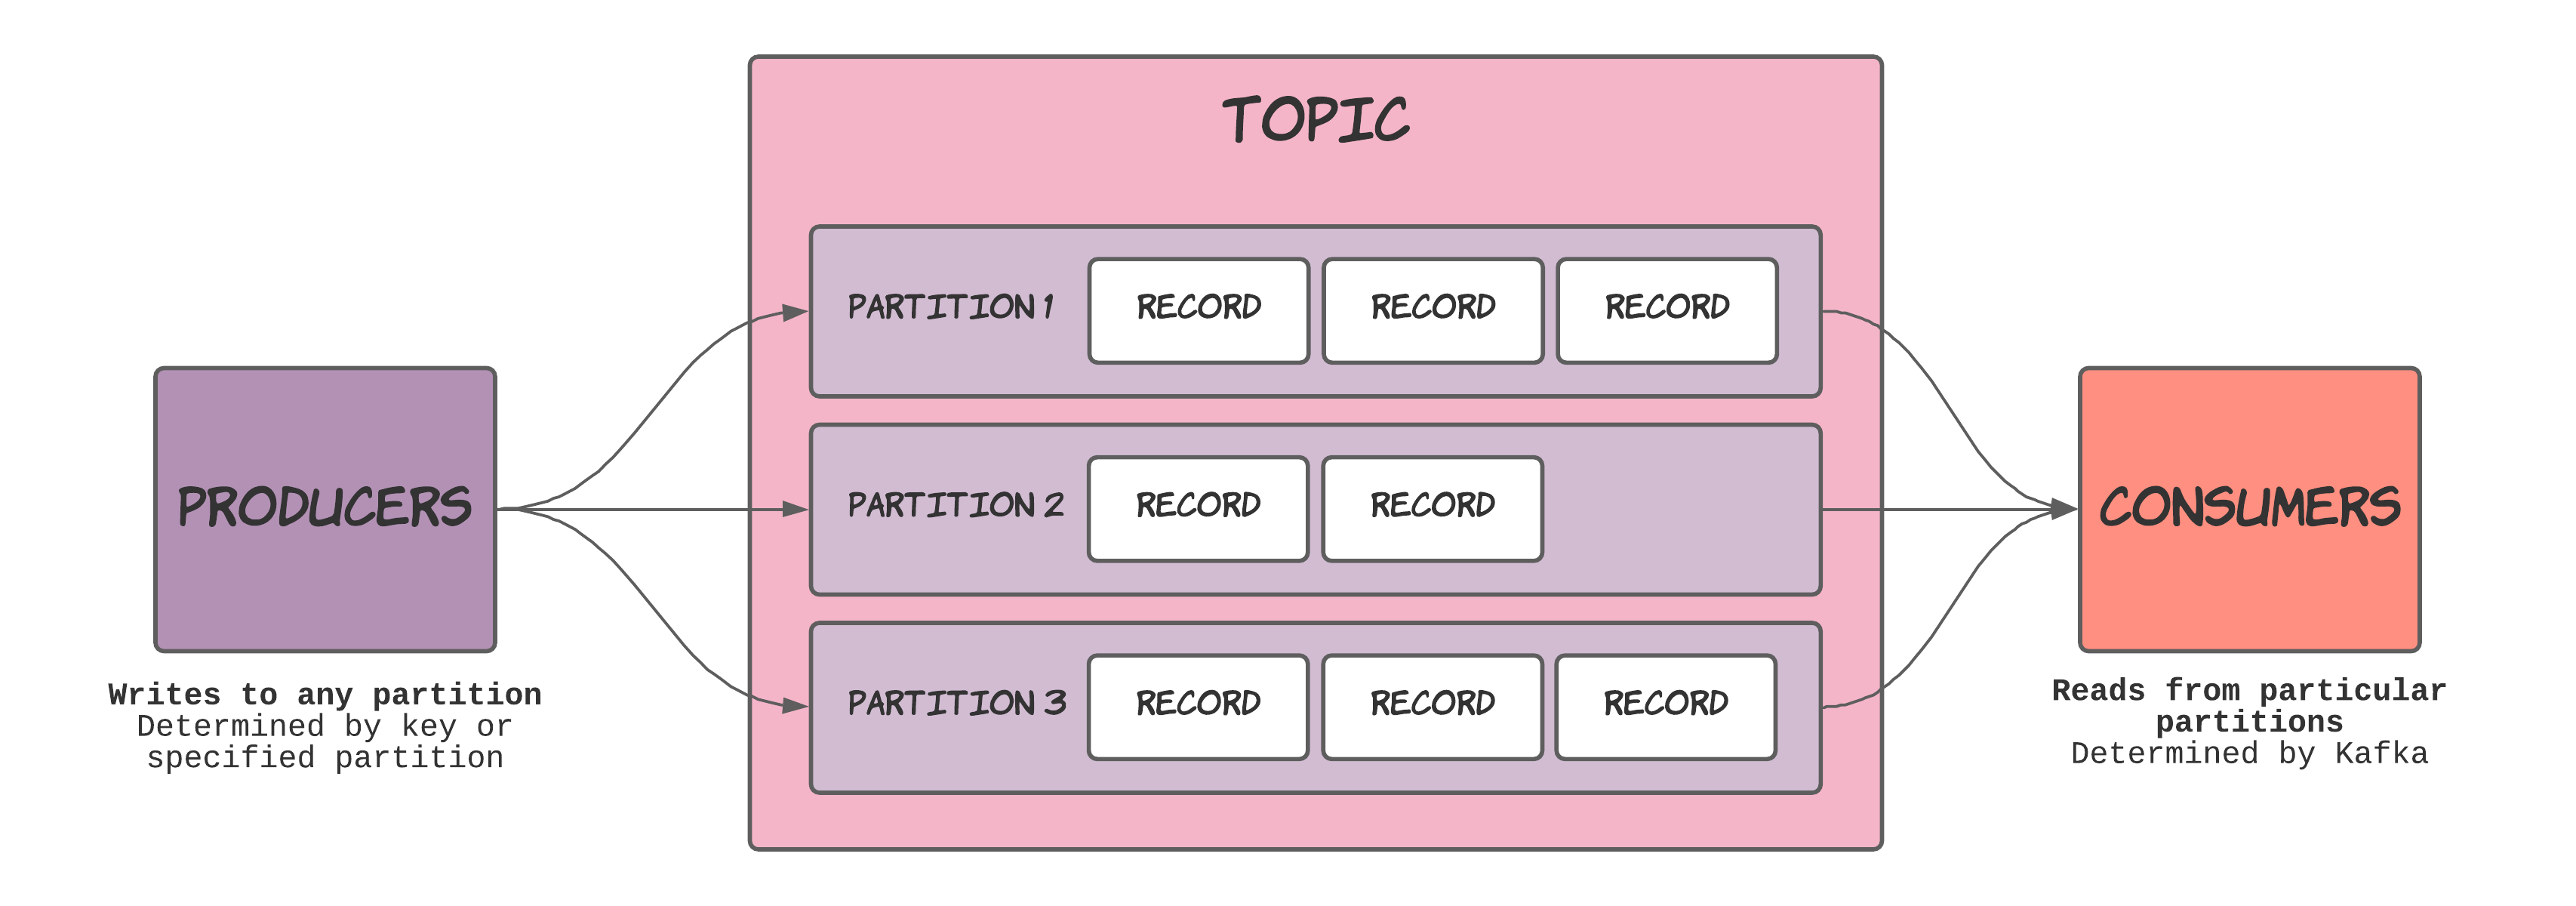 TOPIC
PARTITION 1
RECORD
RECORD
RECORD
PRODUCERS
Writes to any partition
Determined by key or
specified partition
PARTITION 2
RECORD
RECORD
PARTITION 3
RECORD
RECORD
RECORD
CONSUMERS
Reads from particular
partitions
Determined by Kafka